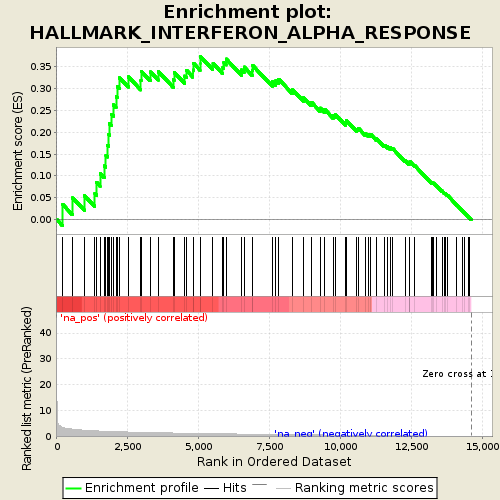 Enrichment plot:
HALLMARK_INTERFERON_ALPHA_RESPONSE
Enrichment score (ES)
0.35
0.30
0.25
0.20
0.15
0.10
0.05
0.00
'na_pos' (positively correlated)
Ranked list metric (PreRanked)
40
30
20
10
0
Zero cross at 1
'na_neg' (negatively correlated)
0
2,500
5,000
7,500
10,000
12,500
15,000
Rank in Ordered Dataset
Enrichment profile
Hits
Ranking metric scores